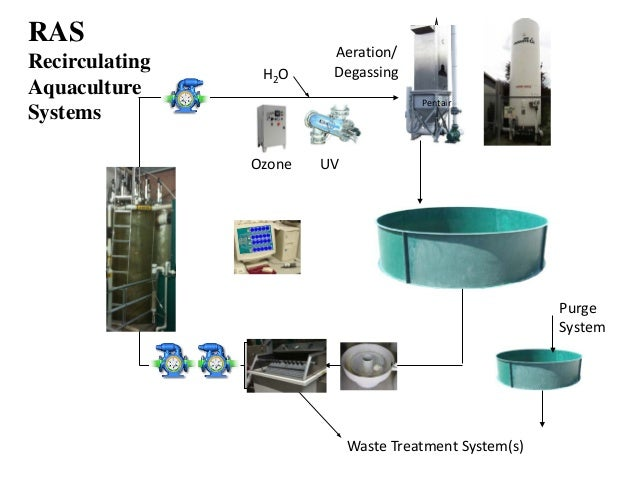 RAS
Recirculating
Aquaculture
Systems
H₂O
Aeration/
Degassing
Pentair
Ozone
UV
Purge
System
Waste Treatment System(s)